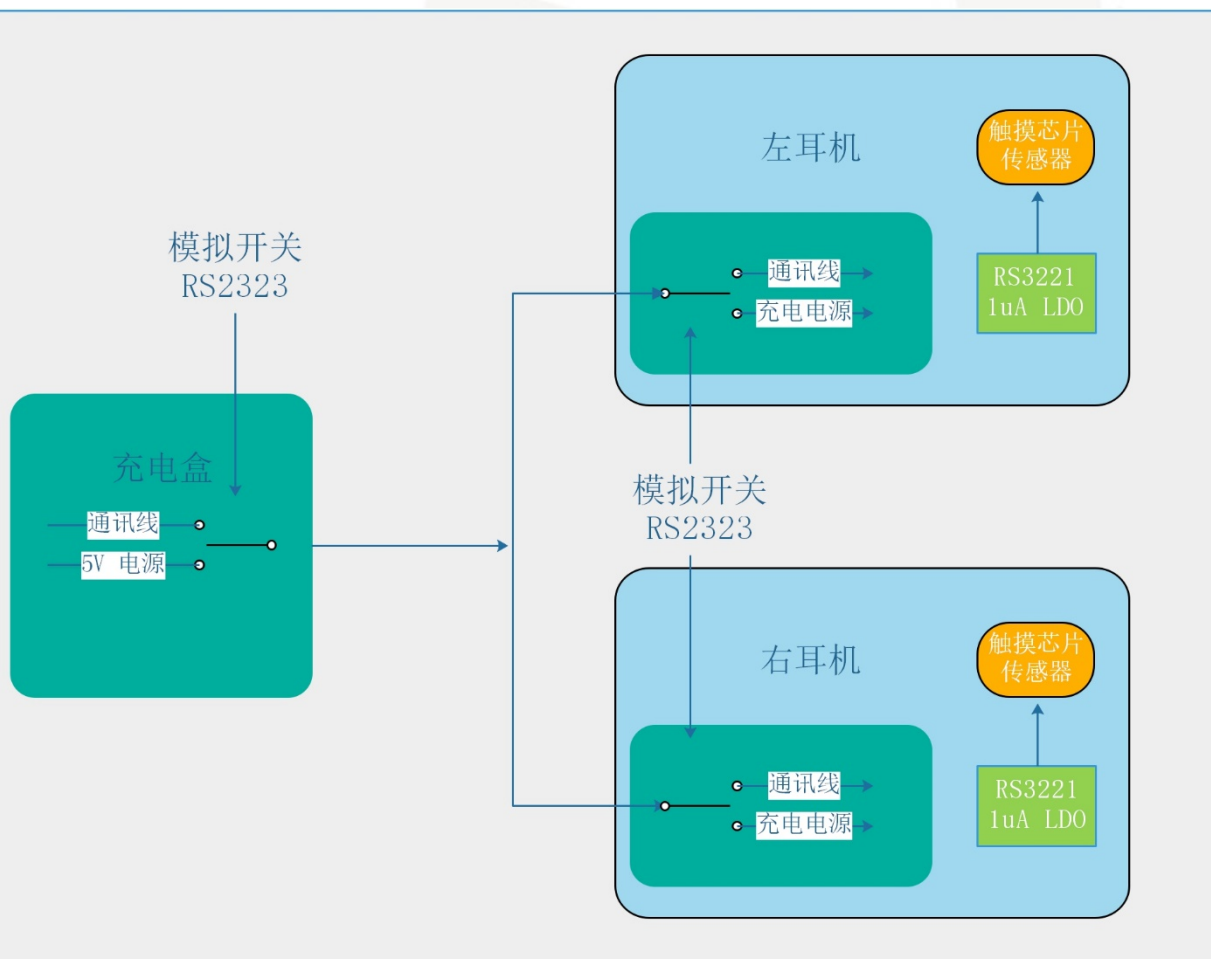 模拟开关
RS2323
充电盒
通讯线
5V 电源
左耳机
触摸芯片
传感器
通讯线
充电电源
RS3221
1uA LDO
模拟开关
RS2323
右耳机
触摸芯片
传感器
通讯线
充电电源
RS3221
1uA LDO